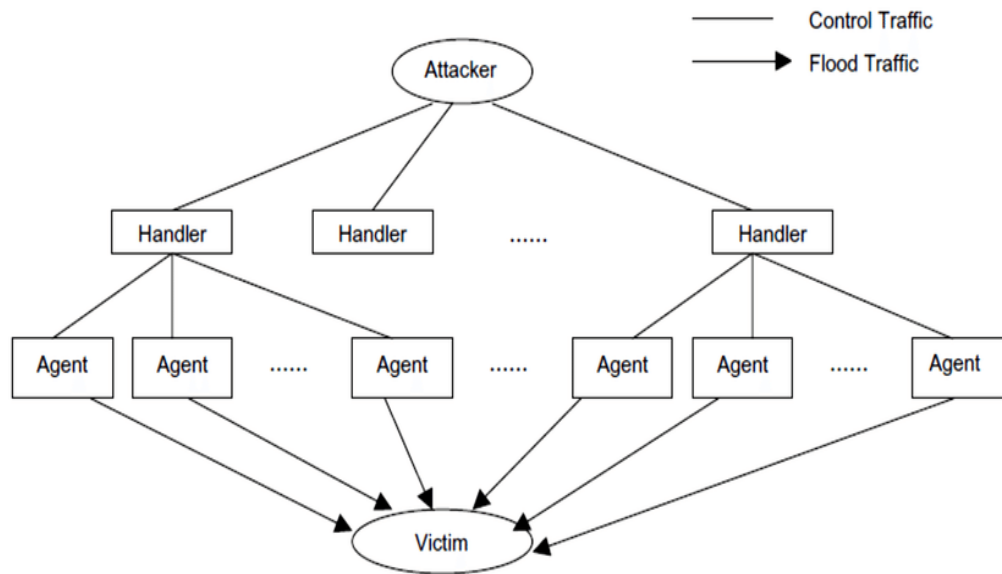 Control Traffic
Flood Traffic
Attacker
Handler Handler ...... Handler
Agent Agent ...... Agent ...... Agent Agent ...... Agent
Victim